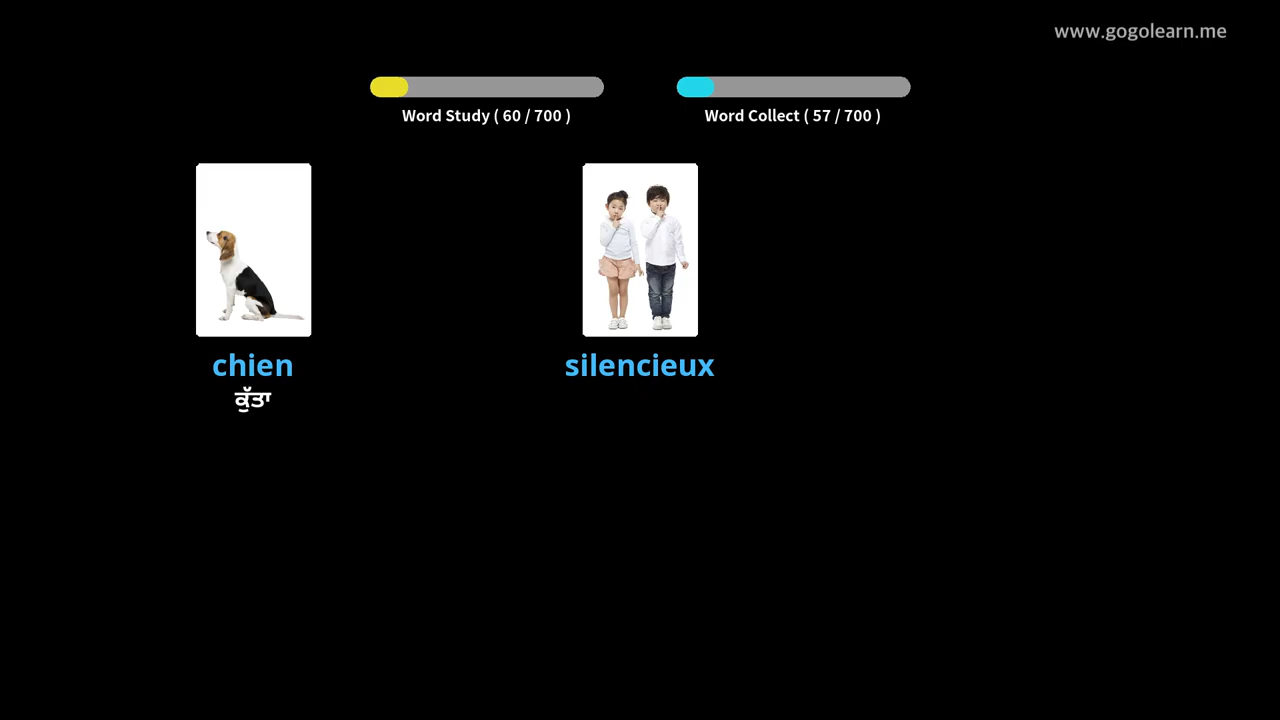 www.gogolearn.me
Word Study ( 60 / 700 )
Word Collect ( 57 / 700 )
chien
silencieux
ਕੁੱਤਾ